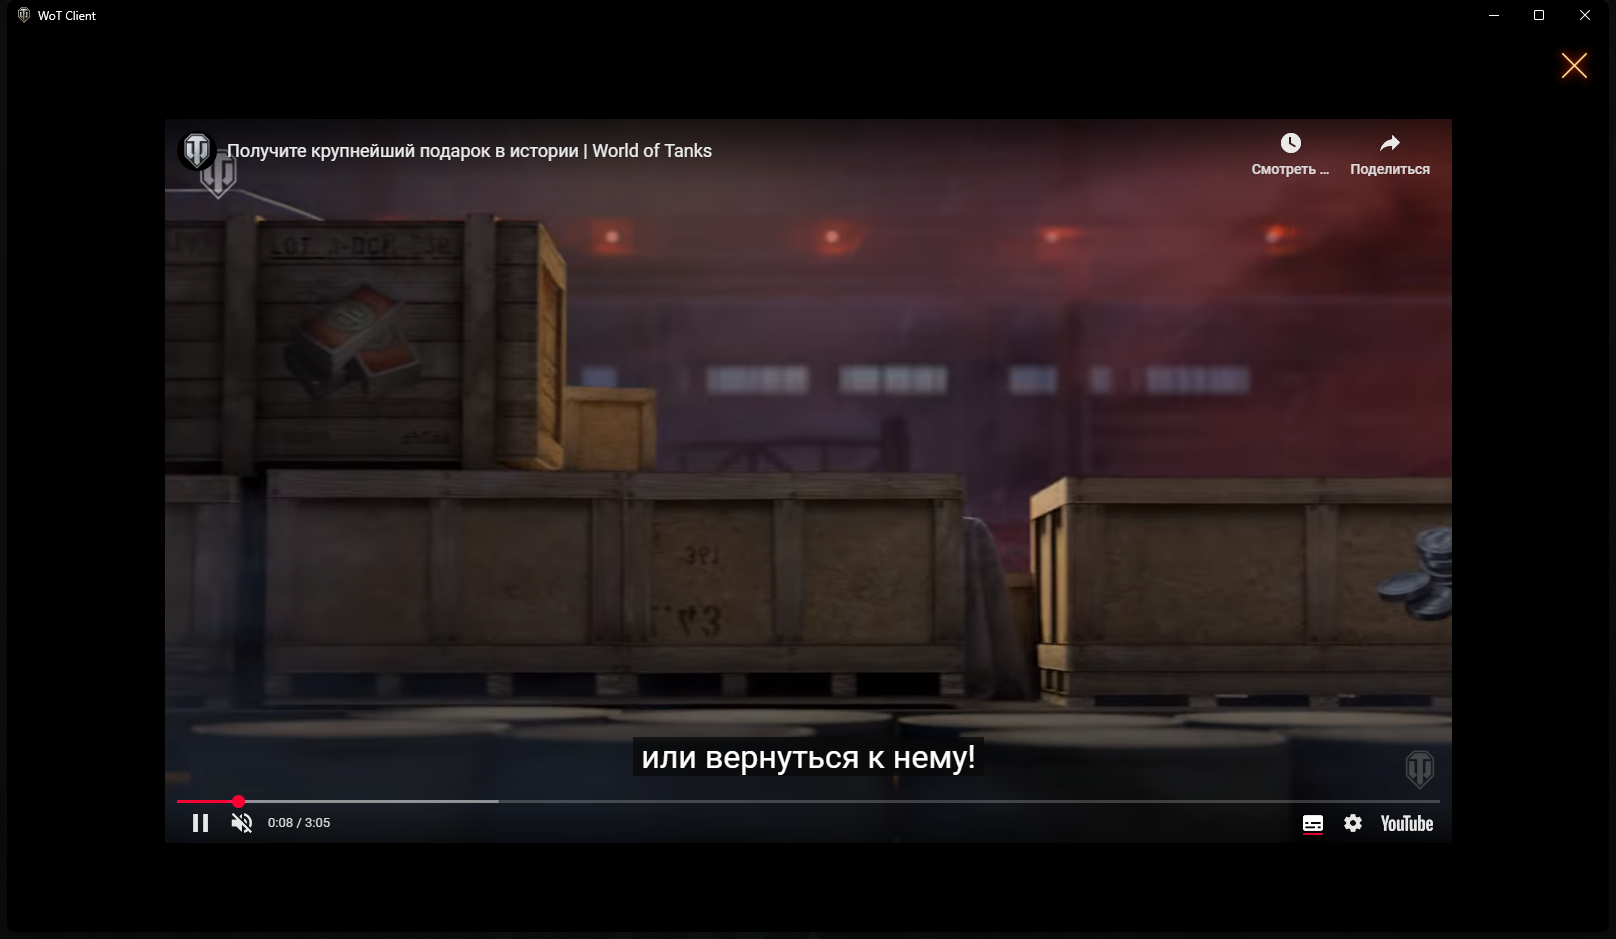 WoT Client
Получите крупнейший подарок в истории | World of Tanks
Смотреть ...
Поделиться
или вернуться к нему!
0:08 / 3:05
YouTube